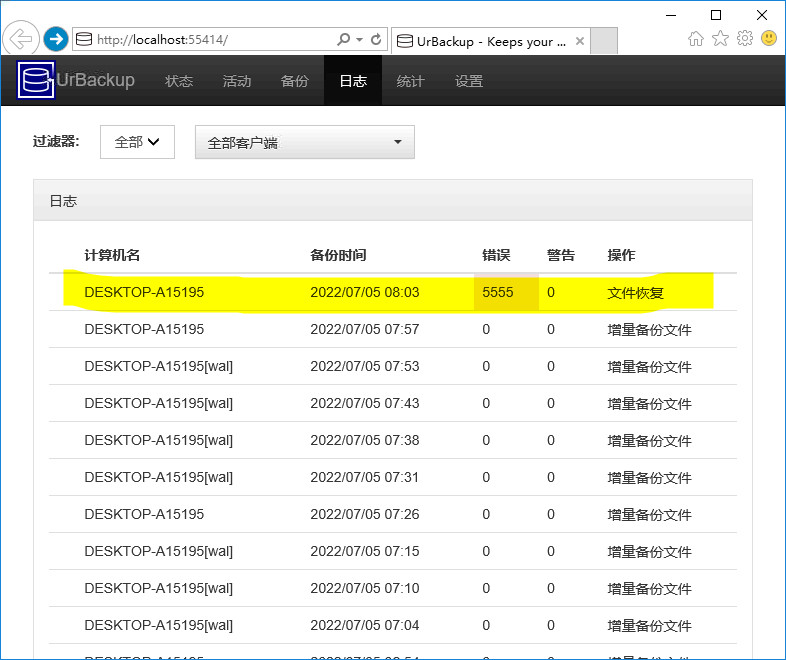 http://localhost:55414/
UrBackup - Keeps your ...
UrBackup 状态 活动 备份 日志 统计 设置
过滤器: 全部 全部客户端
日志
计算机名 备份时间 错误 警告 操作
DESKTOP-A15195 2022/07/05 08:03 5555 0 文件恢复
DESKTOP-A15195 2022/07/05 07:57 0 0 增量备份文件
DESKTOP-A15195[wal] 2022/07/05 07:53 0 0 增量备份文件
DESKTOP-A15195[wal] 2022/07/05 07:43 0 0 增量备份文件
DESKTOP-A15195[wal] 2022/07/05 07:38 0 0 增量备份文件
DESKTOP-A15195[wal] 2022/07/05 07:31 0 0 增量备份文件
DESKTOP-A15195 2022/07/05 07:26 0 0 增量备份文件
DESKTOP-A15195[wal] 2022/07/05 07:15 0 0 增量备份文件
DESKTOP-A15195[wal] 2022/07/05 07:10 0 0 增量备份文件
DESKTOP-A15195[wal] 2022/07/05 07:04 0 0 增量备份文件